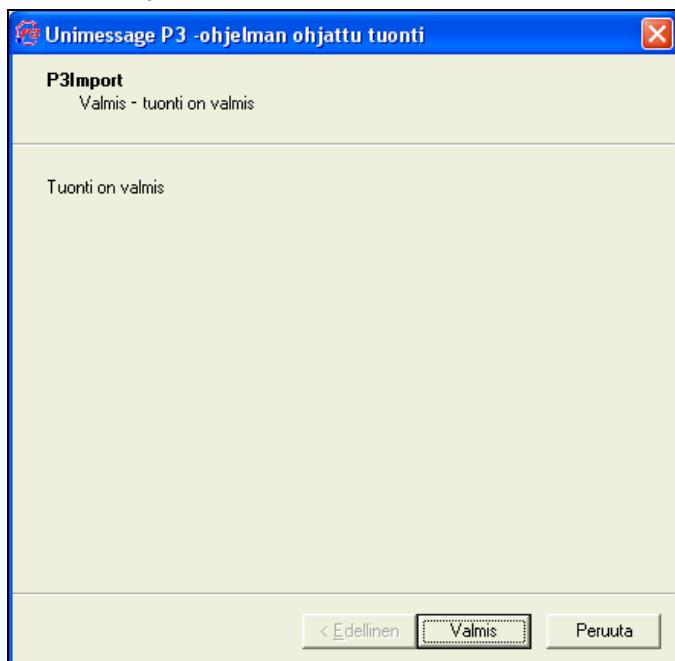 Unimessage P3 -ohjelman ohjattu tuonti
P3Import
Valmis - tuonti on valmis
Tuonti on valmis
< Edellinen Valmis Peruuta